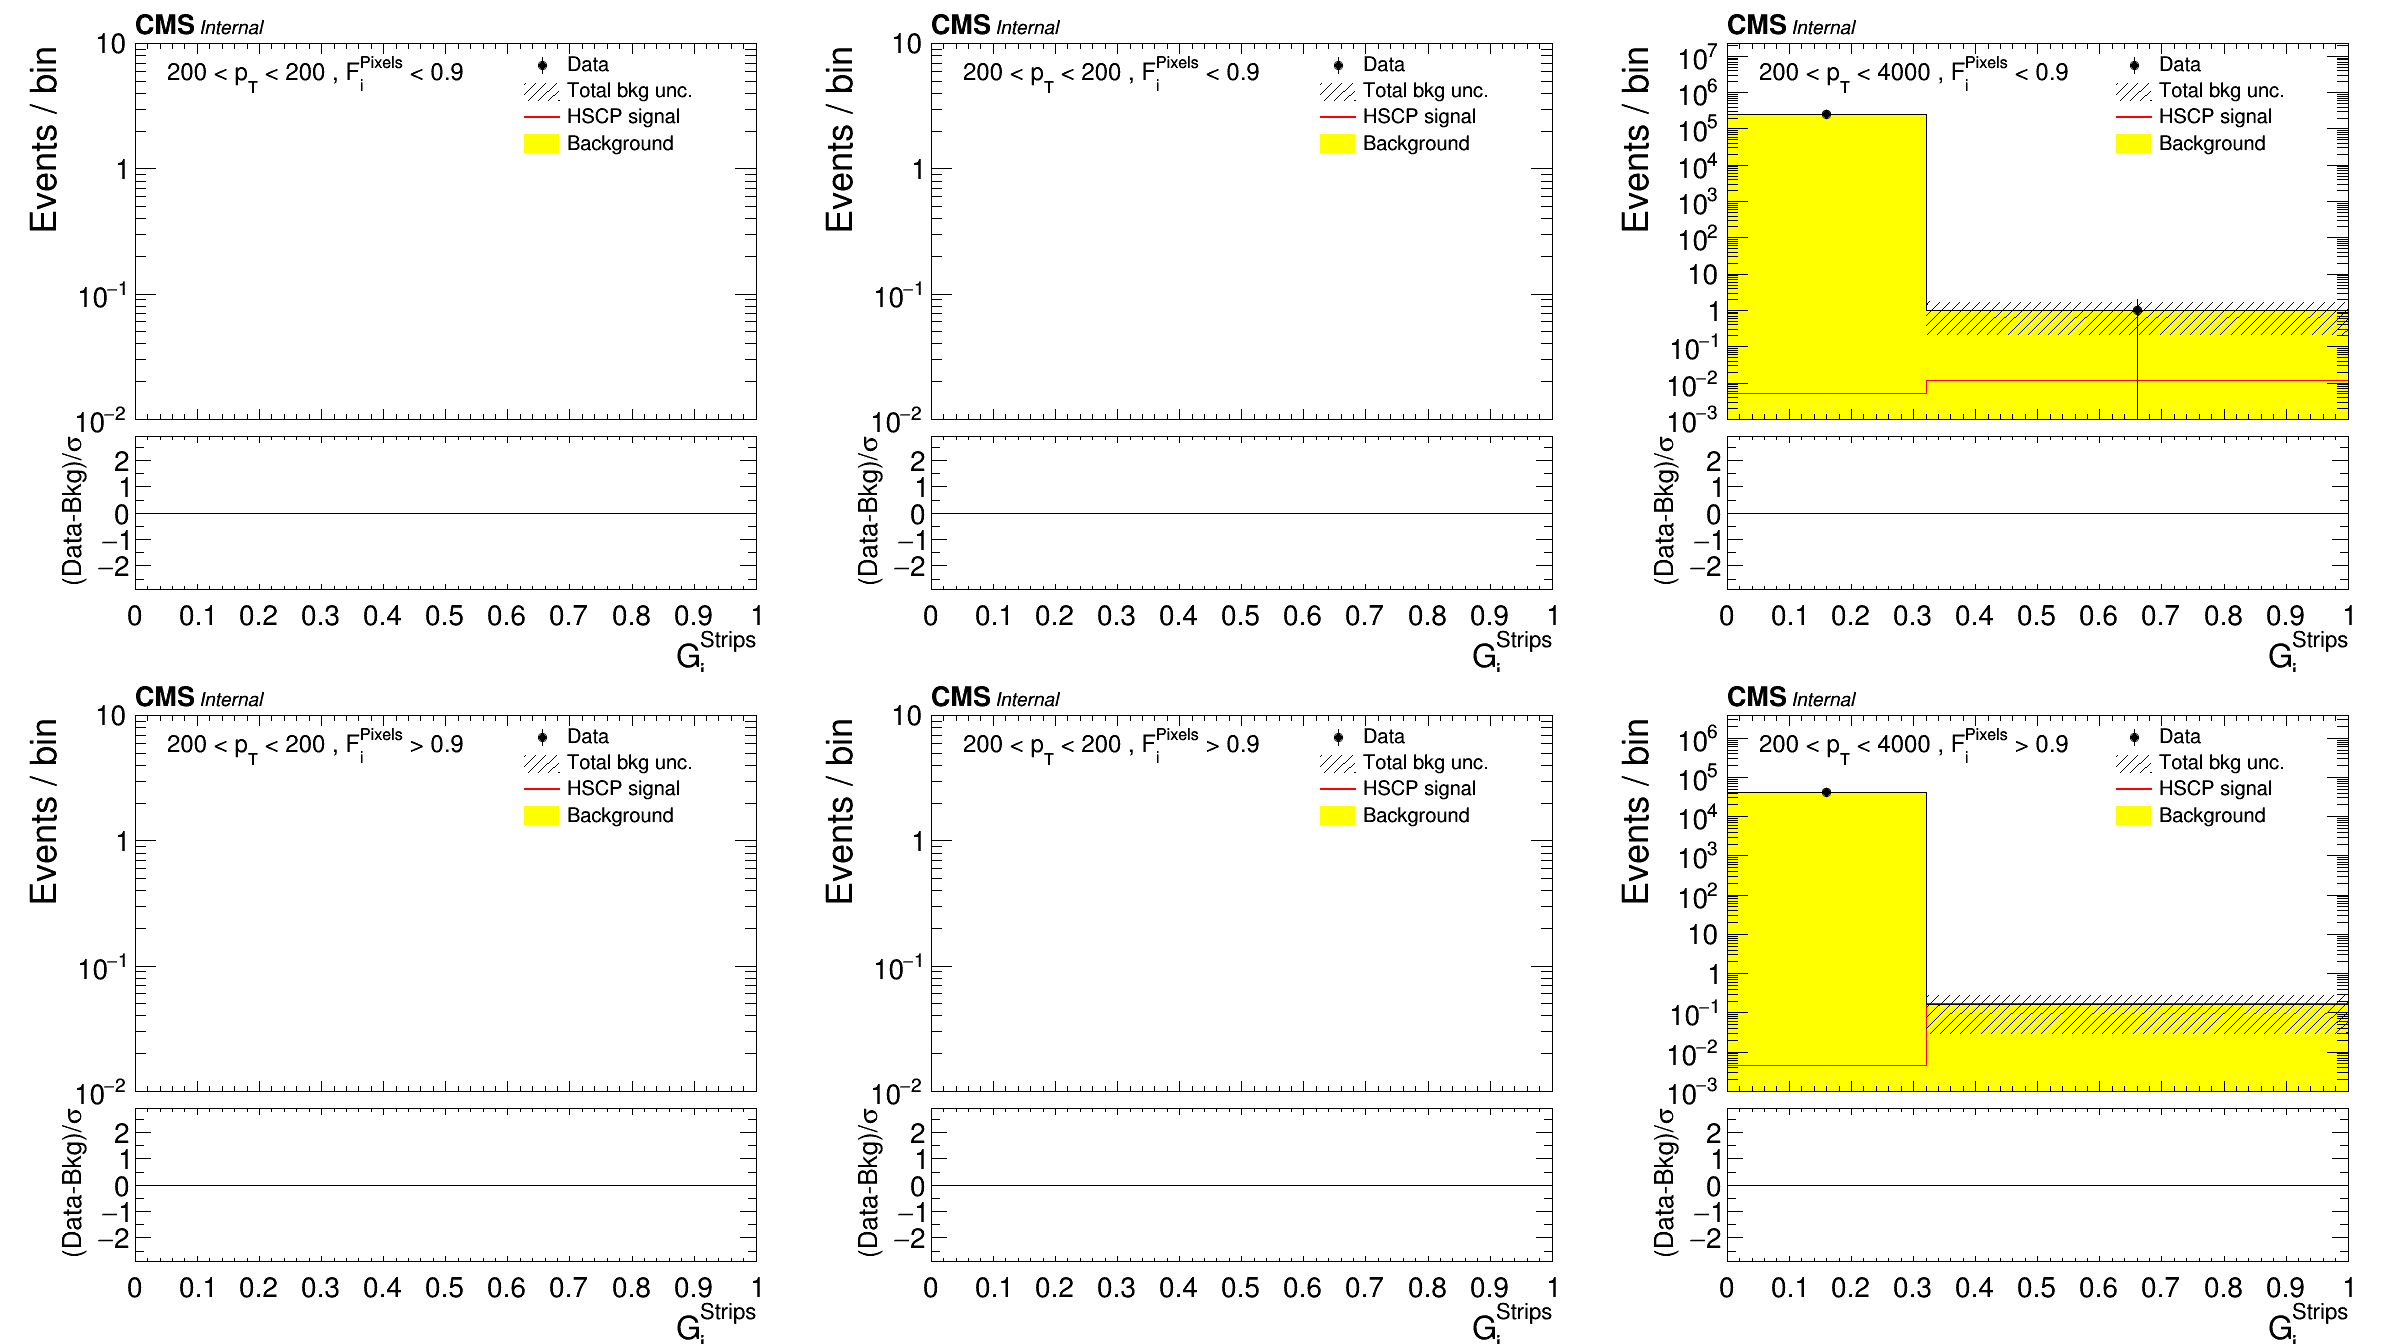 CMS Internal
Events / bin
200 < p_T < 200 , F_i^Pixels < 0.9
Data
Total bkg unc.
HSCP signal
Background
10
1
10^−1
10^−2
(Data-Bkg)/σ
2
1
0
−1
−2
0 0.1 0.2 0.3 0.4 0.5 0.6 0.7 0.8 0.9 1
G_i^Strips
CMS Internal
Events / bin
200 < p_T < 200 , F_i^Pixels < 0.9
Data
Total bkg unc.
HSCP signal
Background
10
1
10^−1
10^−2
(Data-Bkg)/σ
2
1
0
−1
−2
0 0.1 0.2 0.3 0.4 0.5 0.6 0.7 0.8 0.9 1
G_i^Strips
CMS Internal
Events / bin
200 < p_T < 4000 , F_i^Pixels < 0.9
Data
Total bkg unc.
HSCP signal
Background
10^7
10^6
10^5
10^4
10^3
10^2
10
1
10^−1
10^−2
10^−3
(Data-Bkg)/σ
2
1
0
−1
−2
0 0.1 0.2 0.3 0.4 0.5 0.6 0.7 0.8 0.9 1
G_i^Strips
CMS Internal
Events / bin
200 < p_T < 200 , F_i^Pixels > 0.9
Data
Total bkg unc.
HSCP signal
Background
10
1
10^−1
10^−2
(Data-Bkg)/σ
2
1
0
−1
−2
0 0.1 0.2 0.3 0.4 0.5 0.6 0.7 0.8 0.9 1
G_i^Strips
CMS Internal
Events / bin
200 < p_T < 200 , F_i^Pixels > 0.9
Data
Total bkg unc.
HSCP signal
Background
10
1
10^−1
10^−2
(Data-Bkg)/σ
2
1
0
−1
−2
0 0.1 0.2 0.3 0.4 0.5 0.6 0.7 0.8 0.9 1
G_i^Strips
CMS Internal
Events / bin
200 < p_T < 4000 , F_i^Pixels > 0.9
Data
Total bkg unc.
HSCP signal
Background
10^6
10^5
10^4
10^3
10^2
10
1
10^−1
10^−2
10^−3
(Data-Bkg)/σ
2
1
0
−1
−2
0 0.1 0.2 0.3 0.4 0.5 0.6 0.7 0.8 0.9 1
G_i^Strips